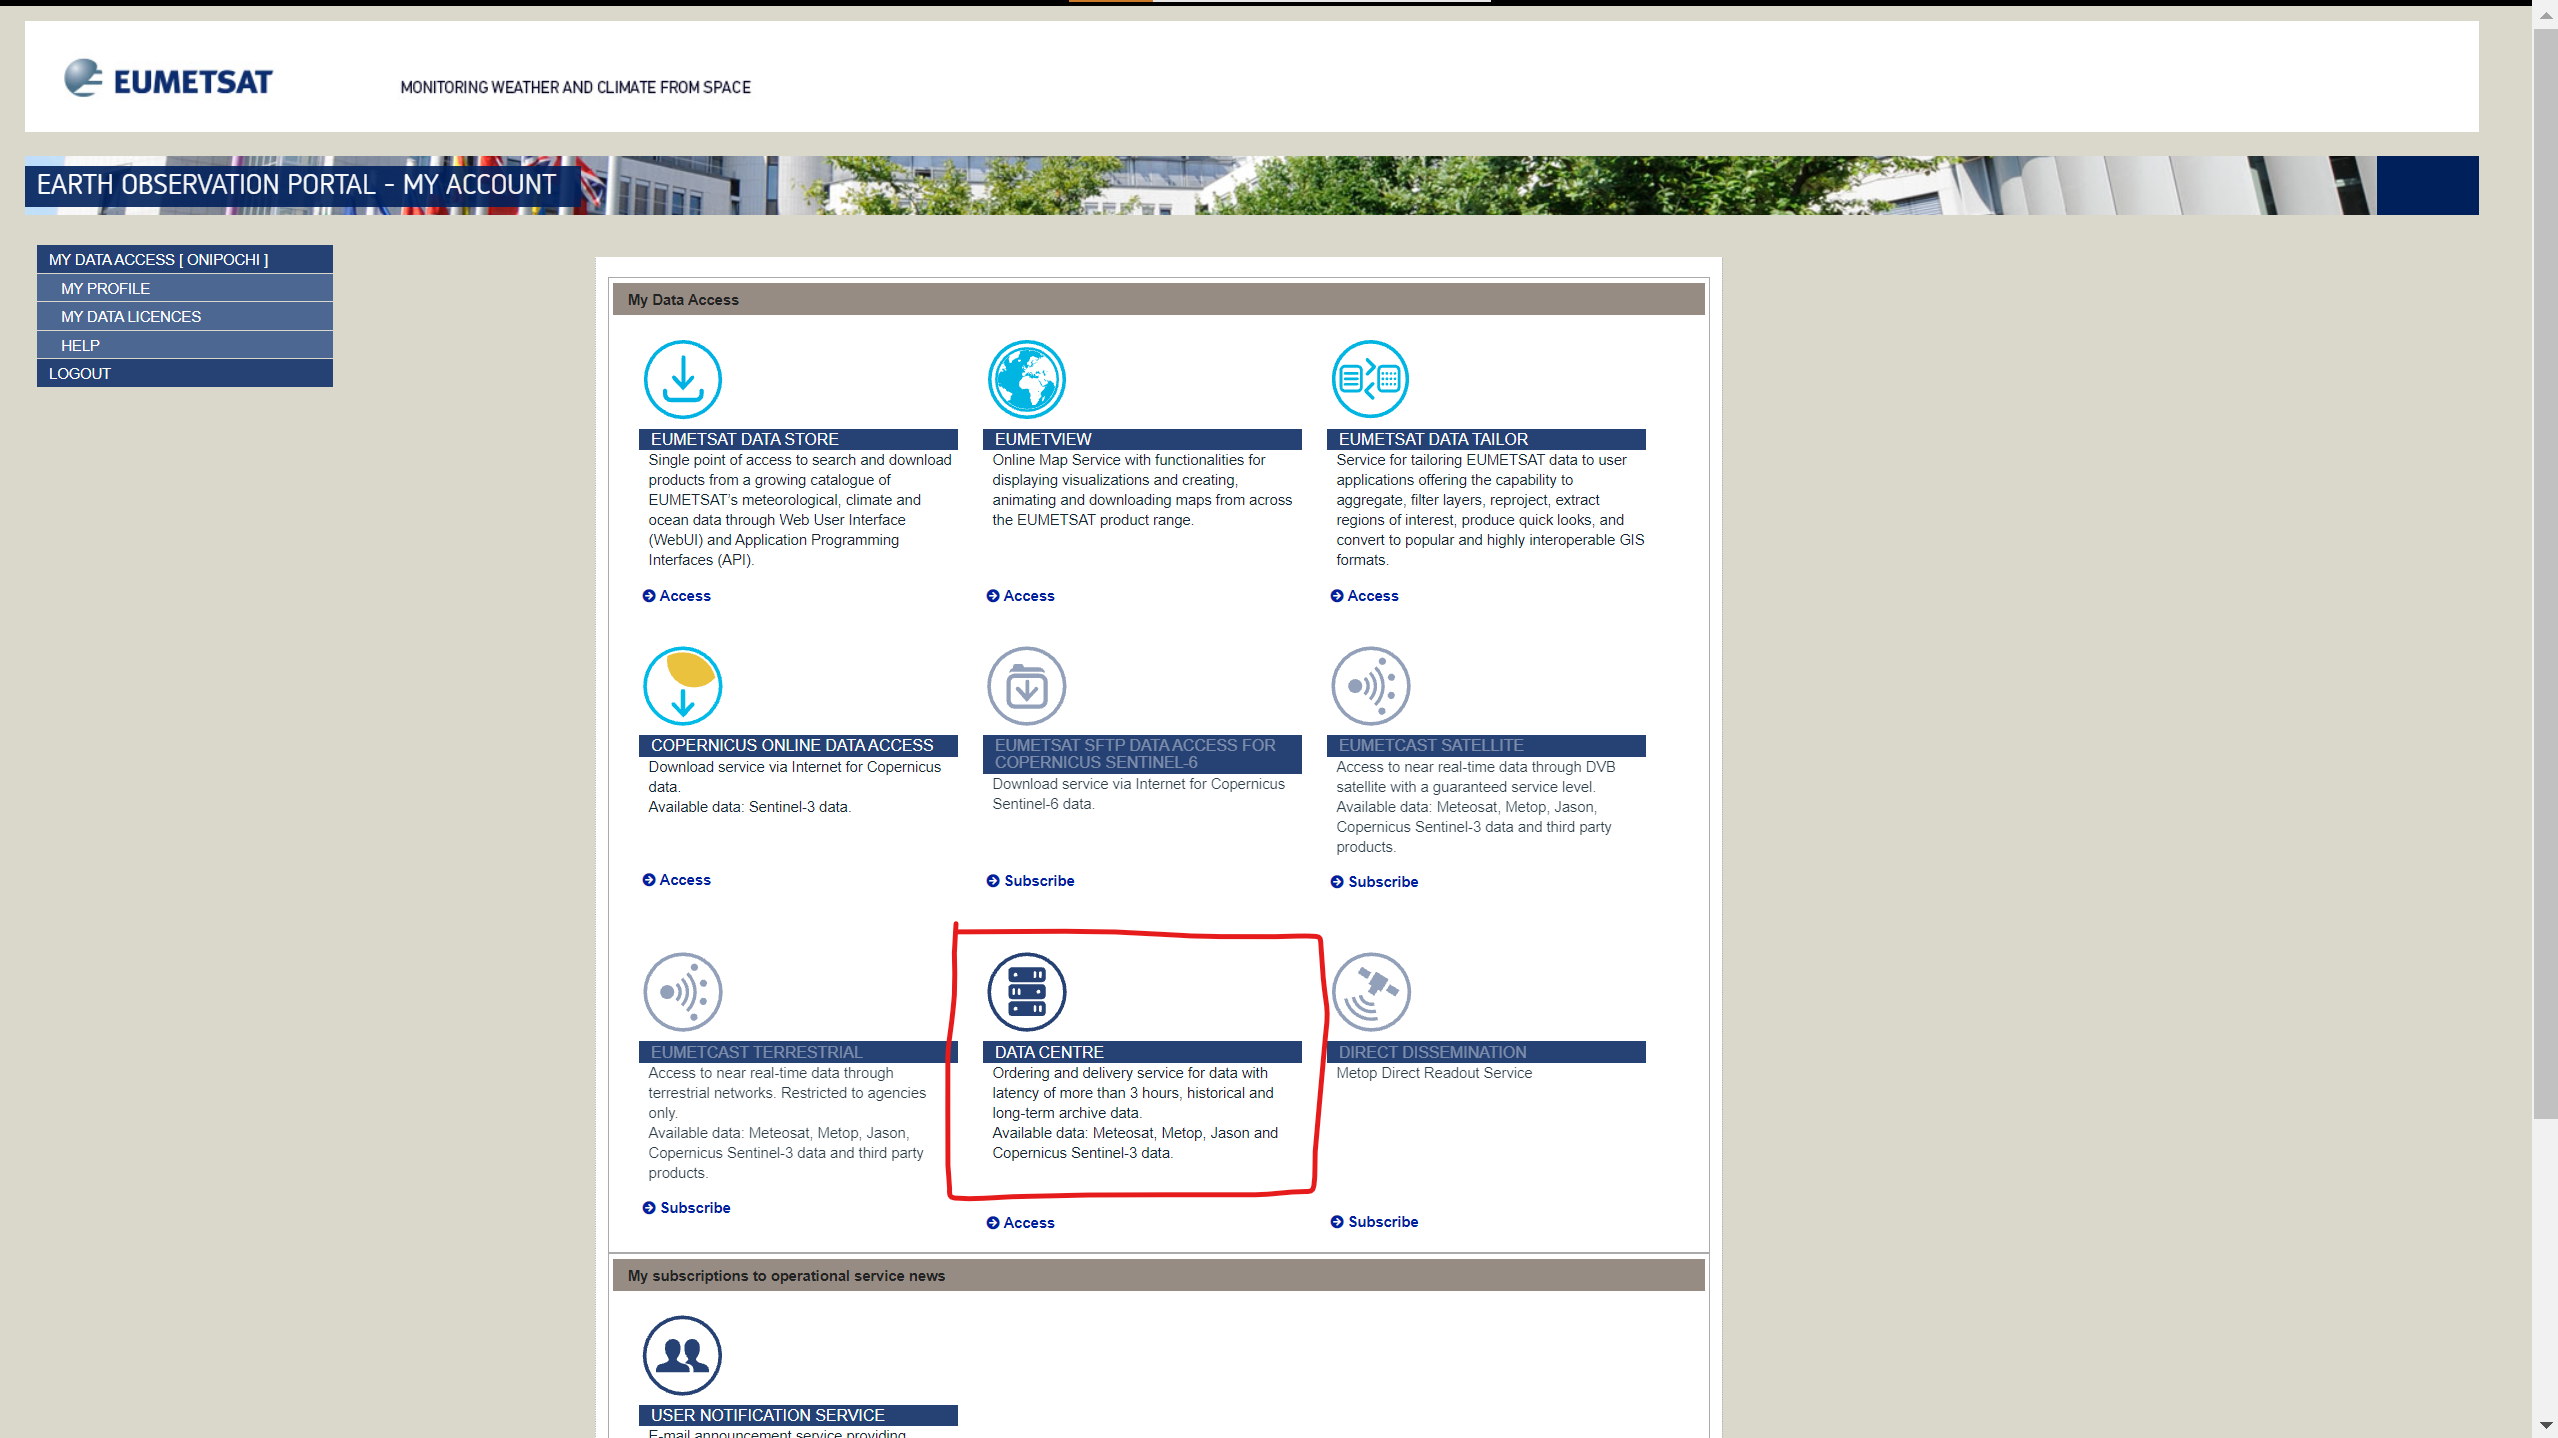 EUMETSAT
MONITORING WEATHER AND CLIMATE FROM SPACE
EARTH OBSERVATION PORTAL - MY ACCOUNT
MY DATA ACCESS [ ONIPOCHI ]
MY PROFILE
MY DATA LICENCES
HELP
LOGOUT
My Data Access
EUMETSAT DATA STORE
Single point of access to search and download
products from a growing catalogue of
EUMETSAT's meteorological, climate and
ocean data through Web User Interface
(WebUI) and Application Programming
Interfaces (API).
Access
EUMETVIEW
Online Map Service with functionalities for
displaying visualizations and creating,
animating and downloading maps from across
the EUMETSAT product range.
Access
EUMETSAT DATA TAILOR
Service for tailoring EUMETSAT data to user
applications offering the capability to
aggregate, filter layers, reproject, extract
regions of interest, produce quick looks, and
convert to popular and highly interoperable GIS
formats.
Access
COPERNICUS ONLINE DATA ACCESS
Download service via Internet for Copernicus
data.
Available data: Sentinel-3 data.
Access
EUMETSAT SFTP DATA ACCESS FOR
COPERNICUS SENTINEL-6
Download service via Internet for Copernicus
Sentinel-6 data.
Subscribe
EUMETCAST SATELLITE
Access to near real-time data through DVB
satellite with a guaranteed service level.
Available data: Meteosat, Metop, Jason,
Copernicus Sentinel-3 data and third party
products.
Subscribe
EUMETCAST TERRESTRIAL
Access to near real-time data through
terrestrial networks. Restricted to agencies
only.
Available data: Meteosat, Metop, Jason,
Copernicus Sentinel-3 data and third party
products.
Subscribe
DATA CENTRE
Ordering and delivery service for data with
latency of more than 3 hours, historical and
long-term archive data.
Available data: Meteosat, Metop, Jason and
Copernicus Sentinel-3 data.
Access
DIRECT DISSEMINATION
Metop Direct Readout Service
Subscribe
My subscriptions to operational service news
USER NOTIFICATION SERVICE
E-mail announcement service providing